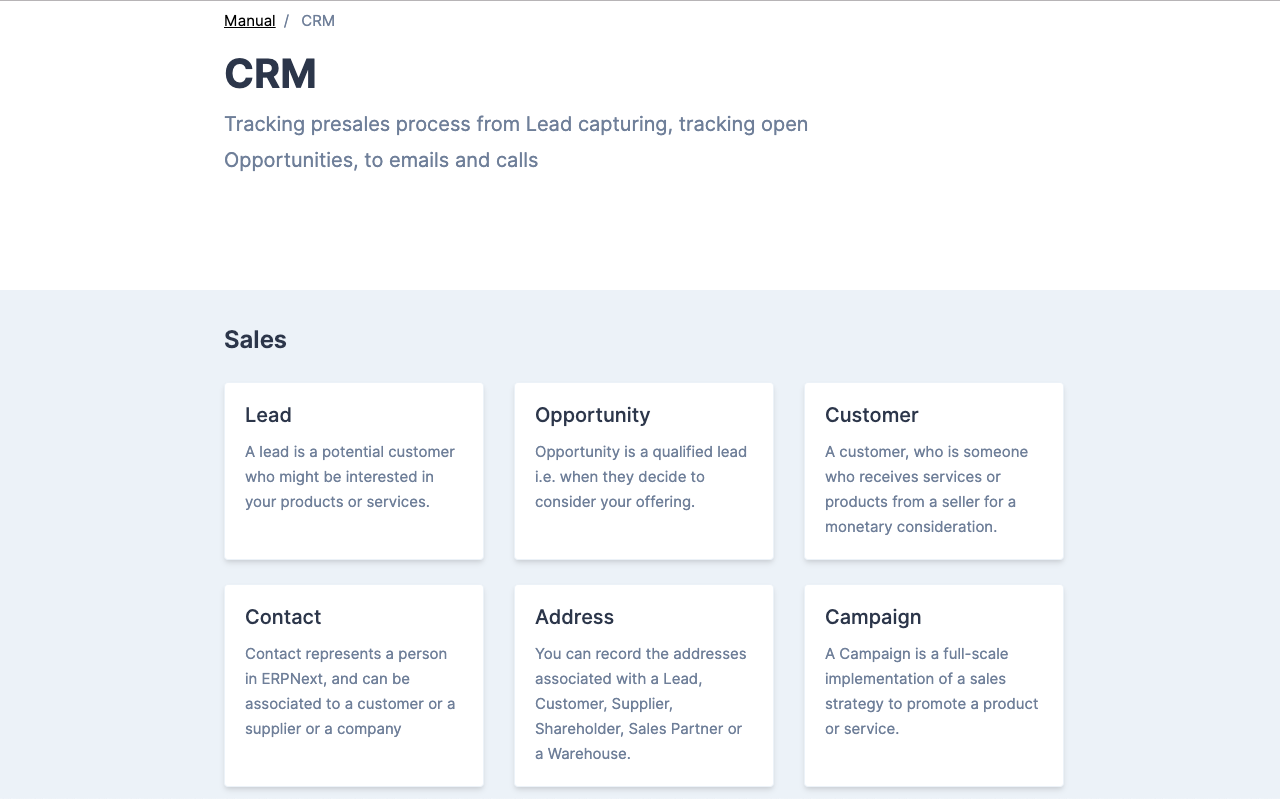 Manual / CRM
CRM
Tracking presales process from Lead capturing, tracking open
Opportunities, to emails and calls
Sales
Lead
A lead is a potential customer
who might be interested in
your products or services.
Opportunity
Opportunity is a qualified lead
i.e. when they decide to
consider your offering.
Customer
A customer, who is someone
who receives services or
products from a seller for a
monetary consideration.
Contact
Contact represents a person
in ERPNext, and can be
associated to a customer or a
supplier or a company
Address
You can record the addresses
associated with a Lead,
Customer, Supplier,
Shareholder, Sales Partner or
a Warehouse.
Campaign
A Campaign is a full-scale
implementation of a sales
strategy to promote a product
or service.